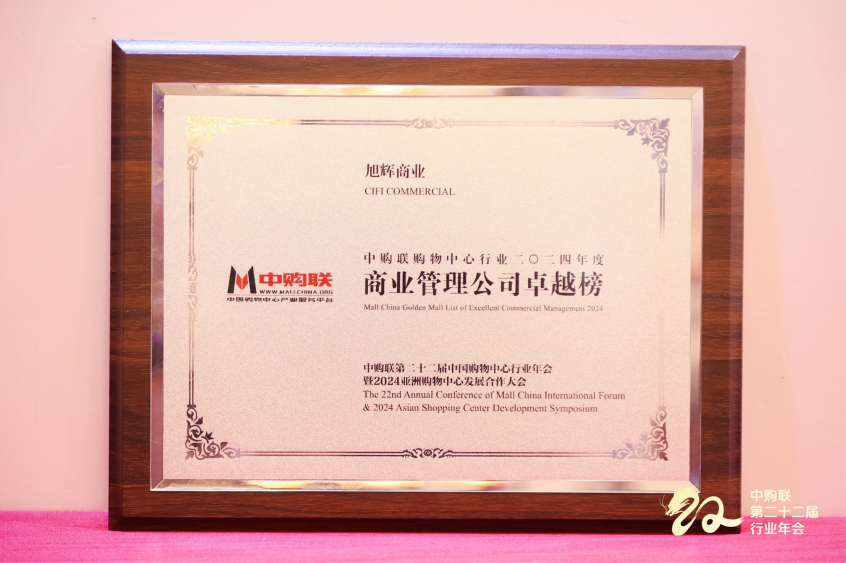 旭辉商业
CIFI COMMERCIAL
中购联
WWW.MALLCHINA.ORG
中国购物中心产业服务平台
中购联购物中心行业二〇二四年度
商业管理公司卓越榜
Mall China Golden Mall List of Excellent Commercial Management 2024
中购联第二十二届中国购物中心行业年会
暨2024亚洲购物中心发展合作大会
The 22nd Annual Conference of Mall China International Forum
& 2024 Asian Shopping Center Development Symposium
中购联
第二十二届
行业年会